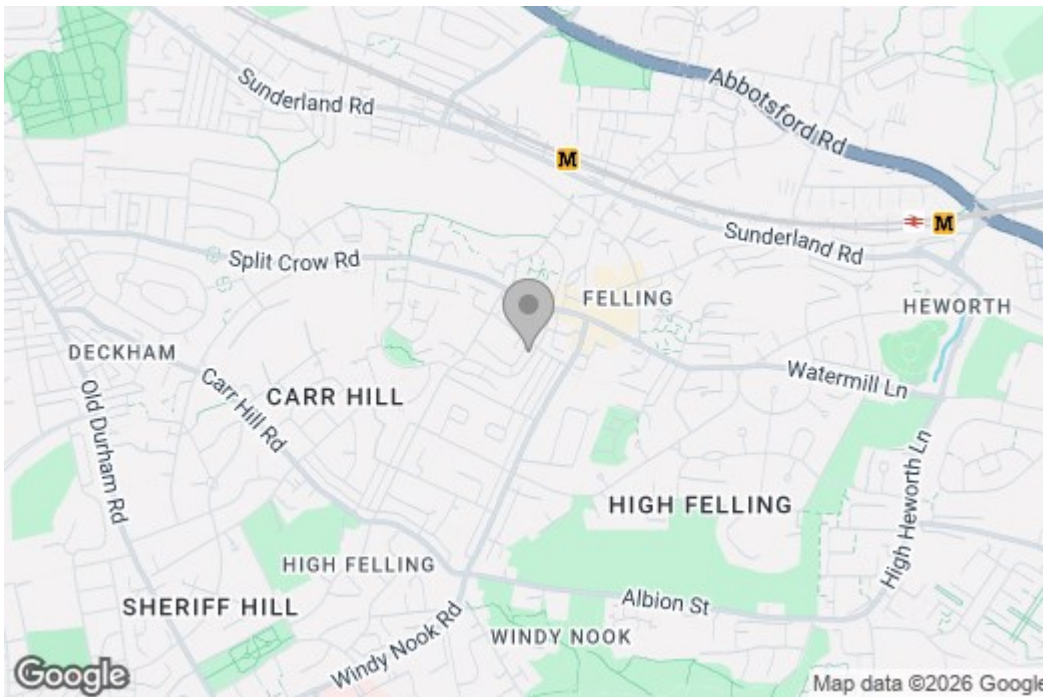 Sunderland Rd
Abbotsford Rd
M
Sunderland Rd
M
Split Crow Rd
FELLING
HEWORTH
DECKHAM
Watermill Ln
CARR HILL
Carr Hill Rd
Old Durham Rd
HIGH FELLING
High Heworth Ln
HIGH FELLING
SHERIFF HILL
Albion St
WINDY NOOK
Windy Nook Rd
Google
Map data ©2026 Google